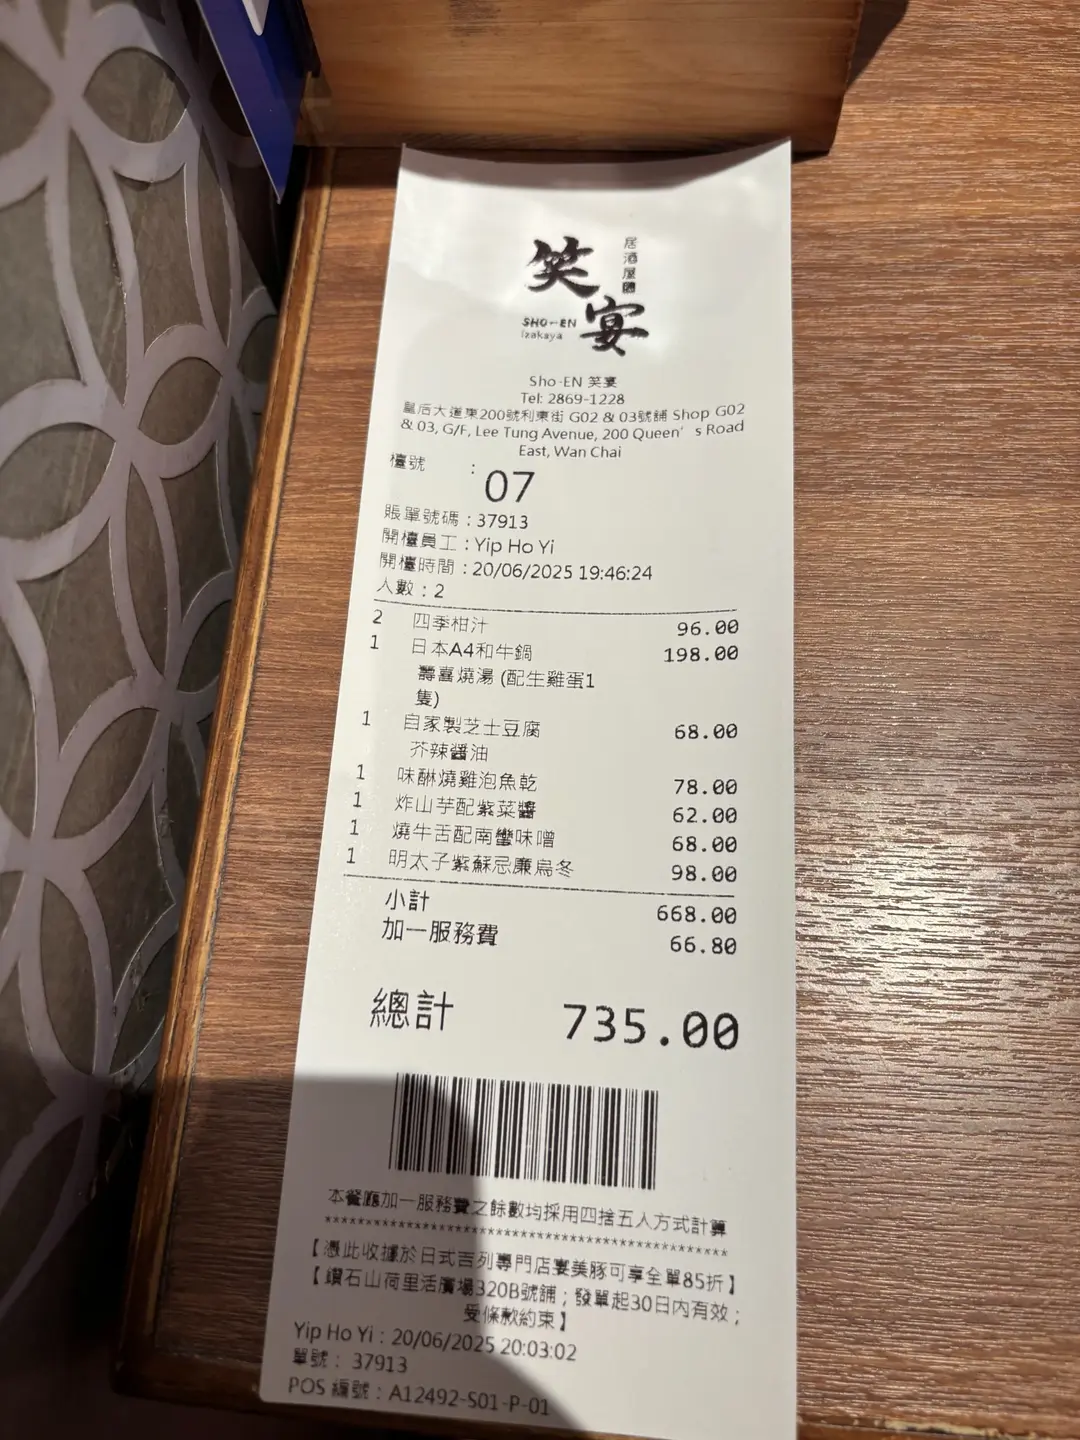 笑宴
居酒屋
SHO-EN
izakaya
Sho-EN 笑宴
Tel: 2869-1228
皇后大道東200號利東街 G02 & 03號舖 Shop G02
& 03, G/F, Lee Tung Avenue, 200 Queen's Road
East, Wan Chai
檯號 : 07
賬單號碼 : 37913
開檯員工 : Yip Ho Yi
開檯時間 : 20/06/2025 19:46:24
人數 : 2
2 四季柑汁 96.00
1 日本A4和牛鍋 198.00
壽喜燒湯 (配生雞蛋1
隻)
1 自家製芝士豆腐 68.00
芥辣醬油
1 味醂燒雞泡魚乾 78.00
1 炸山芋配紫菜醬 62.00
1 燒牛舌配南蠻味噌 68.00
1 明太子紫蘇忌廉烏冬 98.00
小計 668.00
加一服務費 66.80
總計 735.00
本餐廳加一服務費之餘數均採用四捨五入方式計算
**************************************************
【憑此收據於日式吉列專門店宴美豚可享全單85折】
【鑽石山荷里活廣場320B號舖；發單起30日內有效；
受條款約束】
Yip Ho Yi : 20/06/2025 20:03:02
單號 : 37913
POS 編號 : A12492-S01-P-01